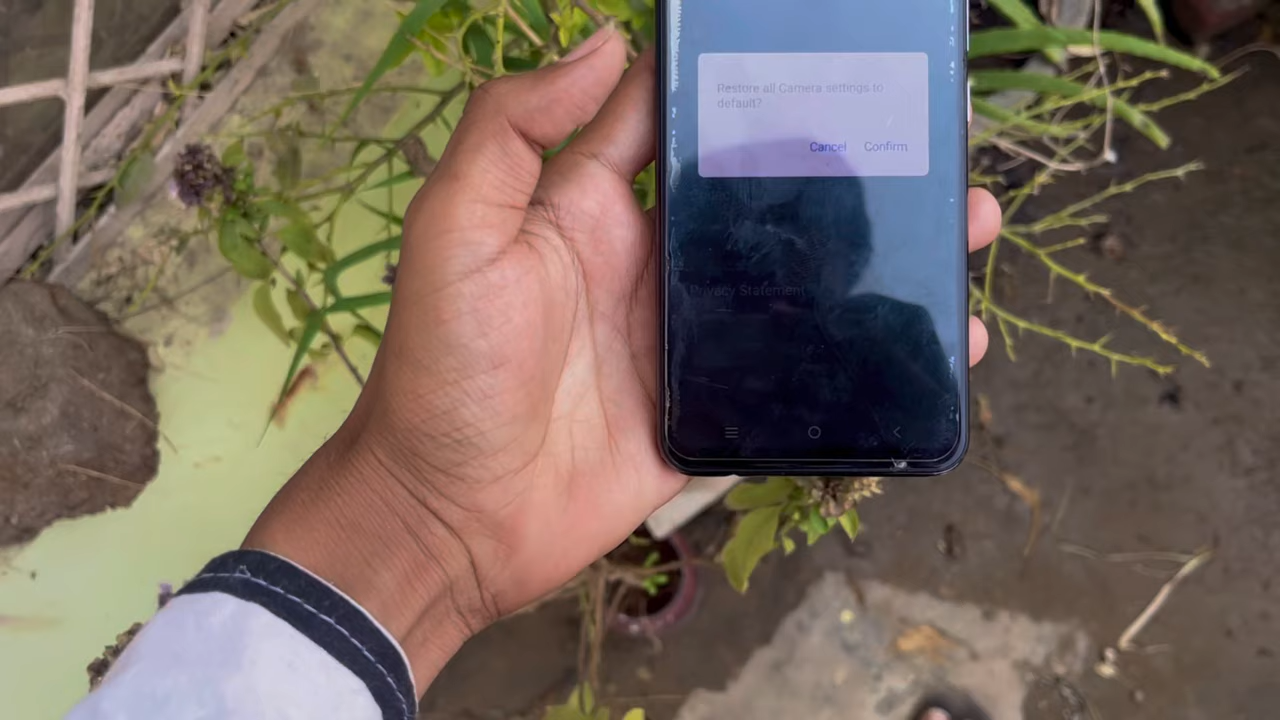 Restore all Camera settings to
default?
Cancel Confirm
Privacy Statement